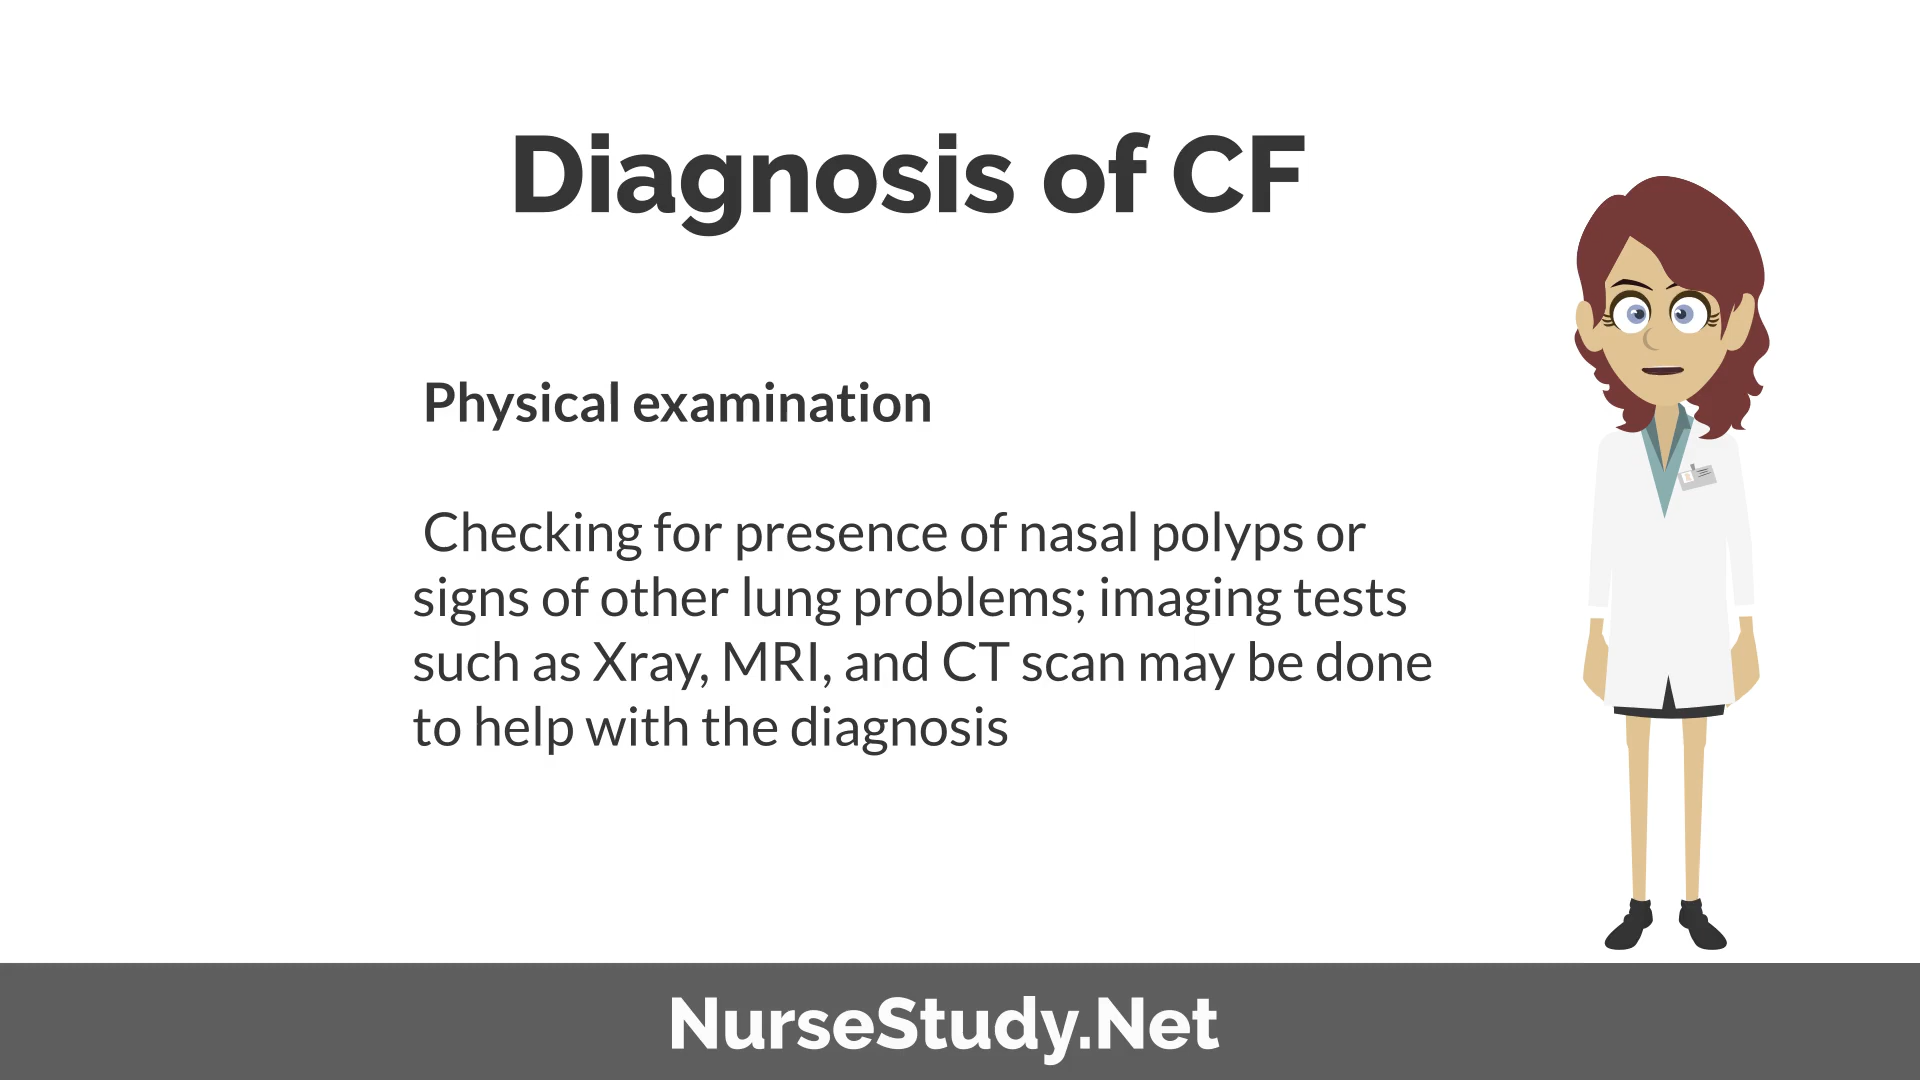 Diagnosis of CF
Physical examination
Checking for presence of nasal polyps or
signs of other lung problems; imaging tests
such as Xray, MRI, and CT scan may be done
to help with the diagnosis
NurseStudy.Net